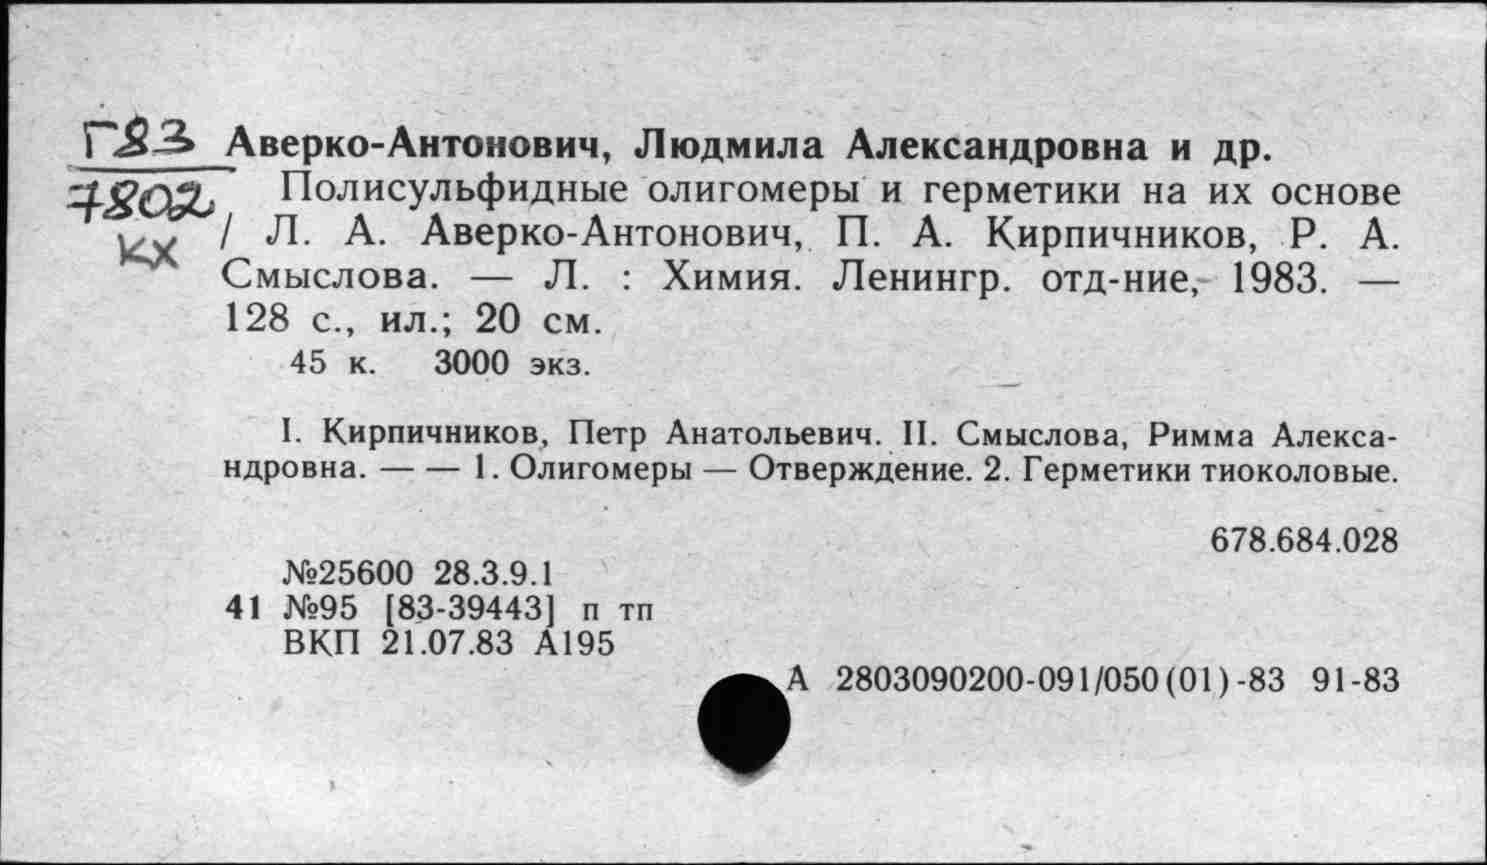 Г83 Аверко-Антонович, Людмила Александровна и др.
7802 Полисульфидные олигомеры и герметики на их основе
кх / Л. А. Аверко-Антонович, П. А. Кирпичников, Р. А.
Смыслова. — Л. : Химия. Ленингр. отд-ние, 1983. —
128 с., ил.; 20 см.
45 к. 3000 экз.
I. Кирпичников, Петр Анатольевич. II. Смыслова, Римма Алекса-
ндровна. — — 1. Олигомеры — Отверждение. 2. Герметики тиоколовые.
678.684.028
№25600 28.3.9.1
41 №95 [83-39443] п тп
ВКП 21.07.83 А195
А 2803090200-091/050(01)-83 91-83